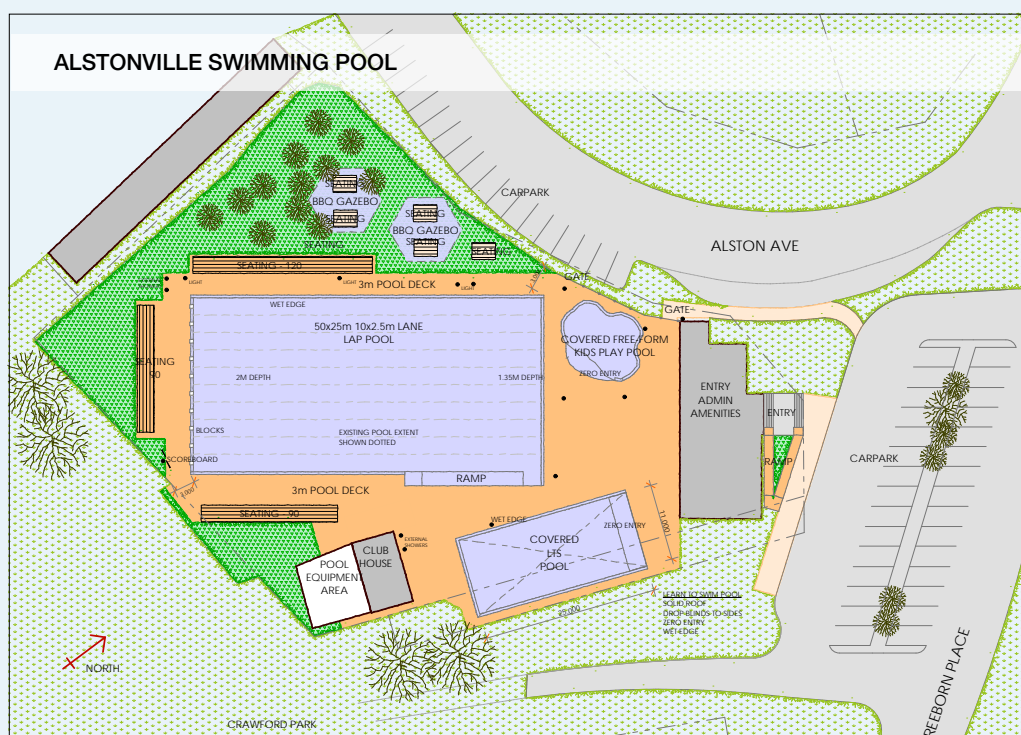 ALSTONVILLE SWIMMING POOL
CARPARK
SEATING
BBQ GAZEBO
SEATING
SEATING
BBQ GAZEBO
SEATING
SEATING
SEATING
ALSTON AVE
SEATING - 120
LIGHT
LIGHT
3m POOL DECK
LIGHT
GATE
GATE
WET EDGE
50x25m 10x2.5m LANE
LAP POOL
COVERED FREE-FORM
KIDS PLAY POOL
ZERO ENTRY
SEATING
90
2M DEPTH
1.35M DEPTH
ENTRY
ADMIN
AMENITIES
ENTRY
BLOCKS
EXISTING POOL EXTENT
SHOWN DOTTED
SCOREBOARD
RAMP
RAMP
CARPARK
3m POOL DECK
SEATING - 90
WET EDGE
ZERO ENTRY
11,000
COVERED
LTS
POOL
EXTERNAL
SHOWERS
CLUB
HOUSE
POOL
EQUIPMENT
AREA
25,000
LEARN TO SWIM POOL
SOLID ROOF
DROP BLINDS TO SIDES
ZERO ENTRY
WET EDGE
NORTH
CRAWFORD PARK
REEBORN PLACE